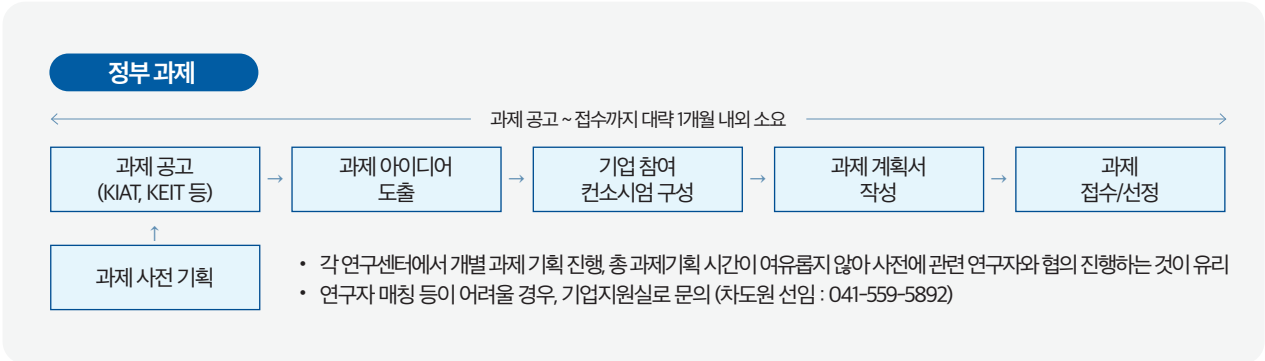 정부 과제
과제 공고 ~ 접수까지 대략 1개월 내외 소요
과제 공고
(KIAT, KEIT 등)
→
과제 아이디어
도출
→
기업 참여
컨소시엄 구성
→
과제 계획서
작성
→
과제
접수/선정
↑
과제 사전 기획
• 각 연구센터에서 개별 과제 기획 진행, 총 과제기획 시간이 여유롭지 않아 사전에 관련 연구자와 협의 진행하는 것이 유리
• 연구자 매칭 등이 어려울 경우, 기업지원실로 문의 (차도원 선임 : 041-559-5892)